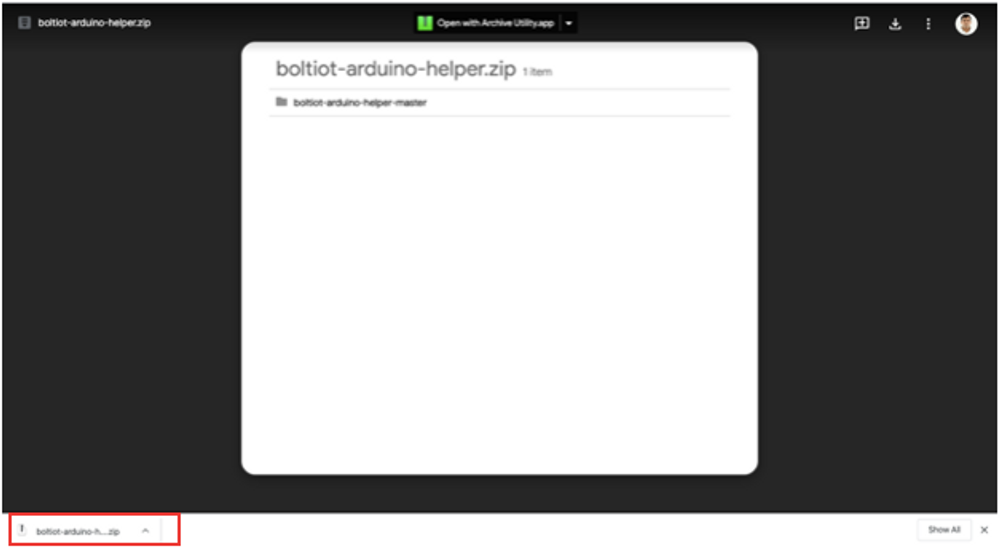 boltiot-arduino-helper.zip
Open with Archive Utility.app
boltiot-arduino-helper.zip 1 item
boltiot-arduino-helper-master
boltiot-arduino-h....zip
Show All